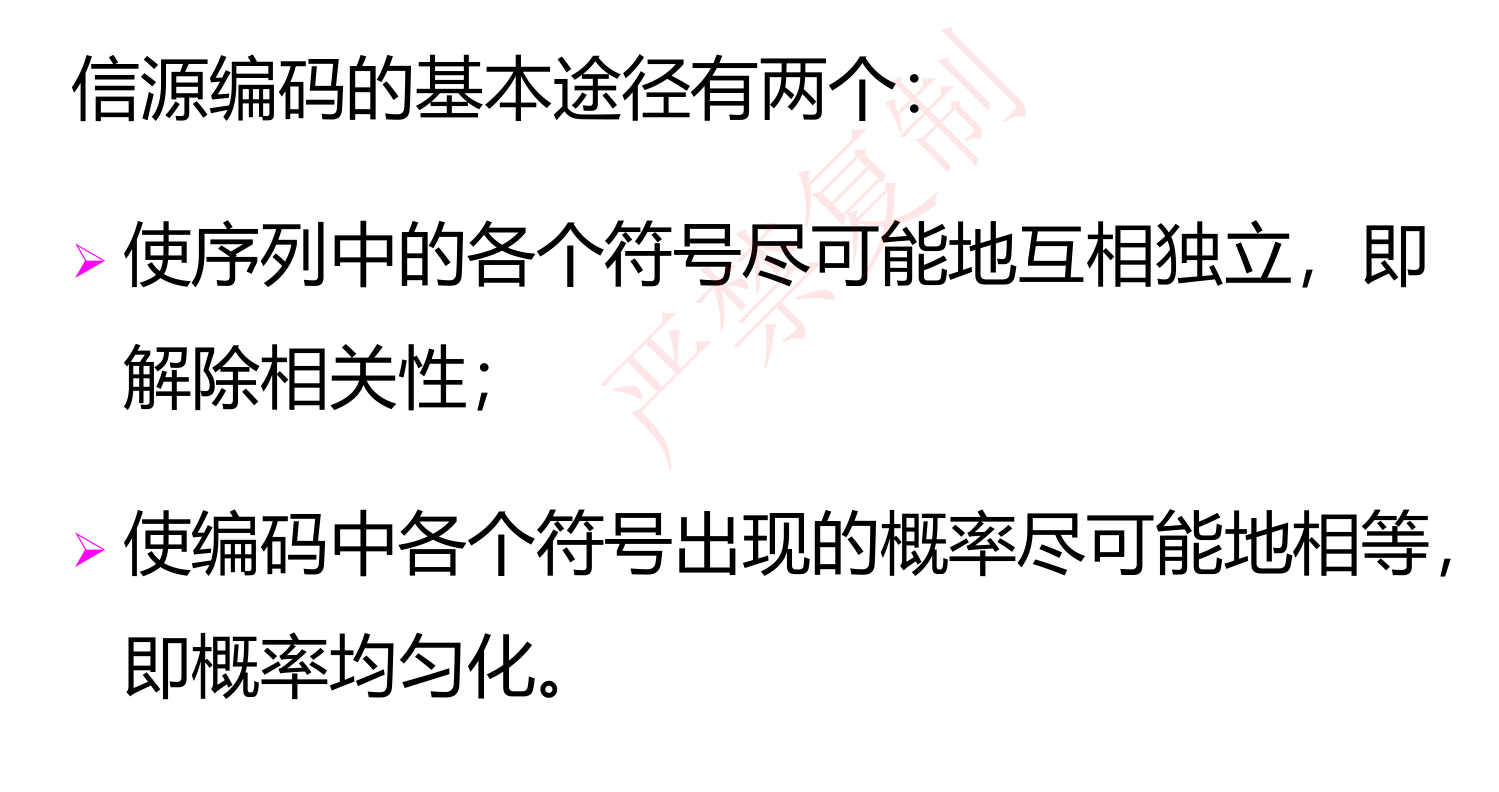 信源编码的基本途径有两个：
➢ 使序列中的各个符号尽可能地互相独立，即
解除相关性；
➢ 使编码中各个符号出现的概率尽可能地相等，
即概率均匀化。
严禁复制